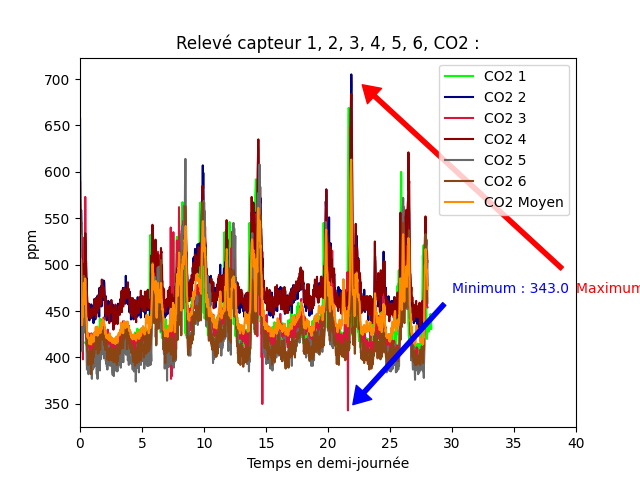 Relevé capteur 1, 2, 3, 4, 5, 6, CO2 :
ppm
700
650
600
550
500
450
400
350
CO2 1
CO2 2
CO2 3
CO2 4
CO2 5
CO2 6
CO2 Moyen
Minimum : 343.0 Maximum
0 5 10 15 20 25 30 35 40
Temps en demi-journée